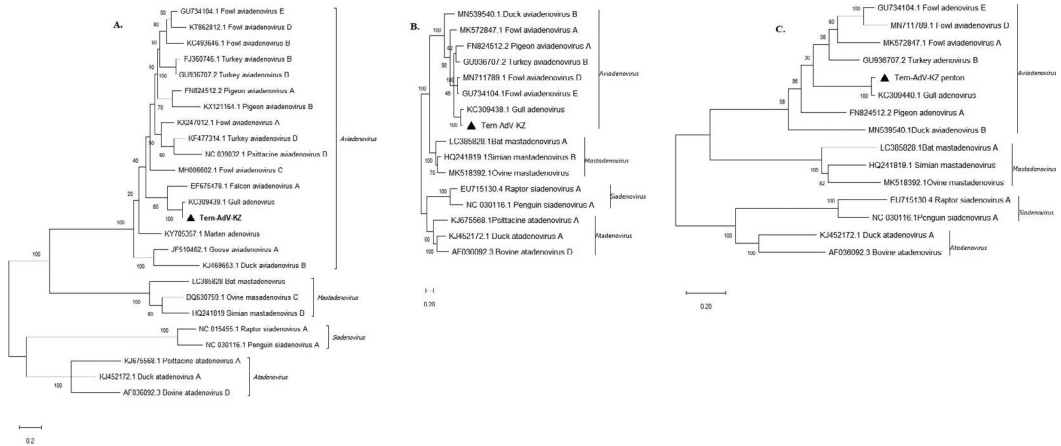 A.
GU734104.1 Fowl adenovirus E
KT862812.1 Fowl aviadenovirus D
KC493646.1 Fowl aviadenovirus B
FJ360746.1 Turkey aviadenovirus B
GU936707.2 Turkey adenovirus D
FN824512.2 Pigeon aviadenovirus A
KX121164.1 Pigeon aviadenovirus B
KX247012.1 Fowl aviadenovirus A
KF477314.1 Turkey aviadenovirus D
NC 039032.1 Psittacine aviadenovirus D
MH006602.1 Fowl aviadenovirus C
EF675478.1 Falcon aviadenovirus A
KC309439.1 Gull adenovirus
Tern-AdV-KZ
KY705357.1 Marten adenovirus
JF510462.1 Goose aviadenovirus A
KJ469653.1 Duck aviadenovirus B
Aviadenovirus
LC385828 Bat mastadenovirus
DQ630759.1 Ovine masadenovirus C
HQ241819 Simian mastadenovirus D
Mastadenovirus
NC 015455.1 Raptor siadenovirus A
NC 030116.1 Penguin siadenovirus A
Siadenovirus
KJ675568.1 Psittacine atadenovirus A
KJ452172.1 Duck atadenovirus A
AF036092.3 Bovine atadenovirus D
Atadenovirus
0.2
B.
MN539540.1.Duck aviadenovirus B
MK572847.1 Fowl aviadenovirus A
FN824512.2 Pigeon aviadenovirus A
GU936707.2 Turkey aviadenovirus B
MN711789.1 Fowl aviadenovirus D
GU734104.1Fowl aviadenovirus E
KC309438.1 Gull adenovirus
Tern-AdV-KZ
Aviadenovirus
LC385828.1Bat mastadenovirus A
HQ241819.1Simian mastadenovirus B
MK518392.1Ovine mastadenovirus
Mastadenovirus
EU715130.4 Raptor siadenovirus A
NC 030116.1 Penguin siadenovirus A
Siadenovirus
KJ675568.1Psittacine atadenovirus A
KJ452172.1 Duck atadenovirus A
AF036092.3 Bovine atadenovirus D
Atadenovirus
0.20
C.
GU734104.1 Fowl adenovirus E
MN711789.1 Fowl aviadenovirus D
MK572847.1 Fowl aviadenovirus A
GU936707.2 Turkey adenovirus B
Tern-AdV-KZ penton
KC309440.1 Gull adenovirus
FN824512.2 Pigeon adenovirus A
MN539540.1 Duck aviadenovirus B
Aviadenovirus
LC385828.1Bat mastadenovirus A
HQ241819.1 Simian mastadenovirus
MK518392.1Ovine mastadenovirus
Mastadenovirus
EU715130.4 Raptor siadenovirus A
NC 030116.1Penguin siadenovirus A
Siadenovirus
KJ452172.1 Duck atadenovirus A
AF036092.3 Bovine atadenovirus
Atadenovirus
0.20